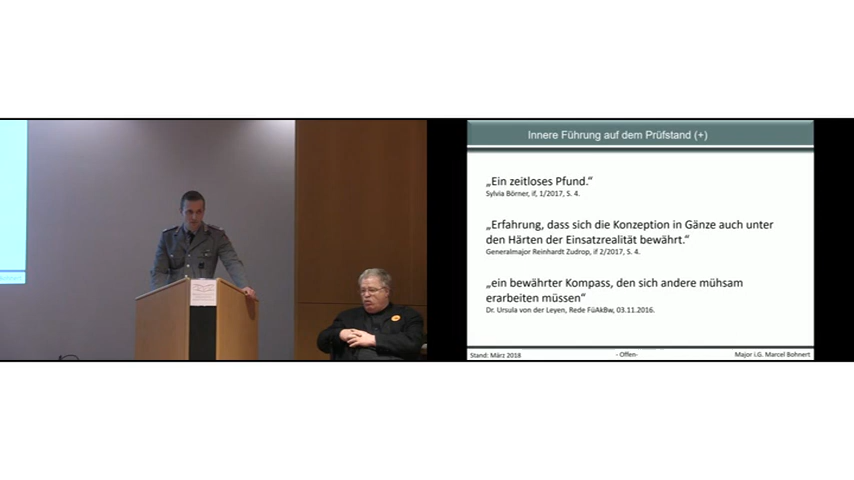 Innere Führung auf dem Prüfstand (+)
„Ein zeitloses Pfund.“
Sylvia Börner, if, 1/2017, S. 4.
„Erfahrung, dass sich die Konzeption in Gänze auch unter
den Härten der Einsatzrealität bewährt.“
Generalmajor Reinhardt Zudrop, if 2/2017, S. 4.
„ein bewährter Kompass, den sich andere mühsam
erarbeiten müssen“
Dr. Ursula von der Leyen, Rede FüAkBw, 03.11.2016.
Stand: März 2018
- Offen-
Major i.G. Marcel Bohnert